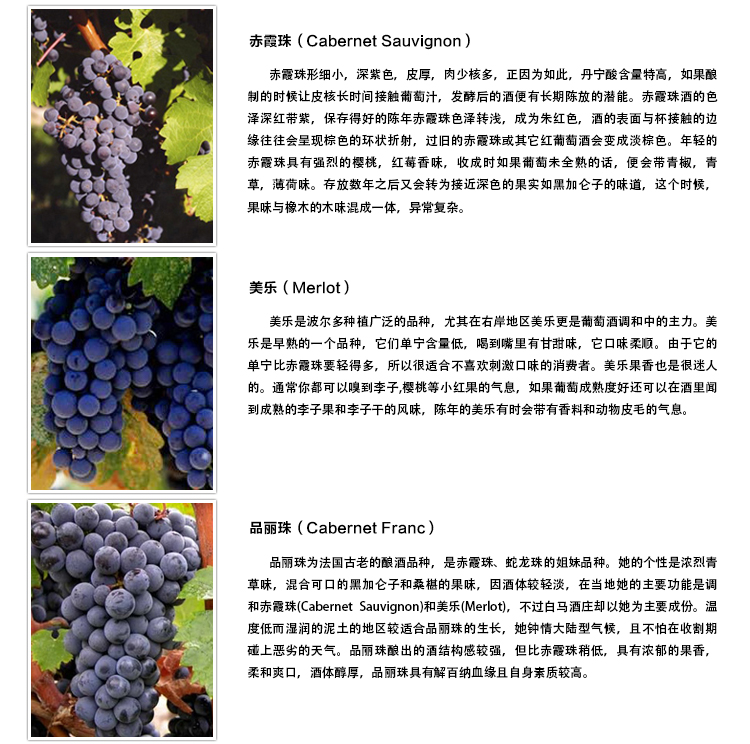 赤霞珠（Cabernet Sauvignon）
赤霞珠形细小，深紫色，皮厚，肉少核多，正因为如此，丹宁酸含量特高，如果酿
制的时候让皮核长时间接触葡萄汁，发酵后的酒便有长期陈放的潜能。赤霞珠酒的色
泽深红带紫，保存得好的陈年赤霞珠色泽转浅，成为朱红色，酒的表面与杯接触的边
缘往往会呈现棕色的环状折射，过旧的赤霞珠或其它红葡萄酒会变成淡棕色。年轻的
赤霞珠具有强烈的樱桃，红莓香味，收成时如果葡萄未全熟的话，便会带青椒，青
草，薄荷味。存放数年之后又会转为接近深色的果实如黑加仑子的味道，这个时候，
果味与橡木的木味混成一体，异常复杂。
美乐（Merlot）
美乐是波尔多种植广泛的品种，尤其在右岸地区美乐更是葡萄酒调和中的主力。美
乐是早熟的一个品种，它们单宁含量低，喝到嘴里有甘甜味，它口味柔顺。由于它的
单宁比赤霞珠要轻得多，所以很适合不喜欢刺激口味的消费者。美乐果香也是很迷人
的。通常你都可以嗅到李子,樱桃等小红果的气息，如果葡萄成熟度好还可以在酒里闻
到成熟的李子果和李子干的风味，陈年的美乐有时会带有香料和动物皮毛的气息。
品丽珠（Cabernet Franc）
品丽珠为法国古老的酿酒品种，是赤霞珠、蛇龙珠的姐妹品种。她的个性是浓烈青
草味，混合可口的黑加仑子和桑椹的果味，因酒体较轻淡，在当地她的主要功能是调
和赤霞珠(Cabernet Sauvignon)和美乐(Merlot)，不过白马酒庄却以她为主要成份。温
度低而湿润的泥土的地区较适合品丽珠的生长，她钟情大陆型气候，且不怕在收割期
碰上恶劣的天气。品丽珠酿出的酒结构感较强，但比赤霞珠稍低，具有浓郁的果香，
柔和爽口，酒体醇厚，品丽珠具有解百纳血缘且自身素质较高。